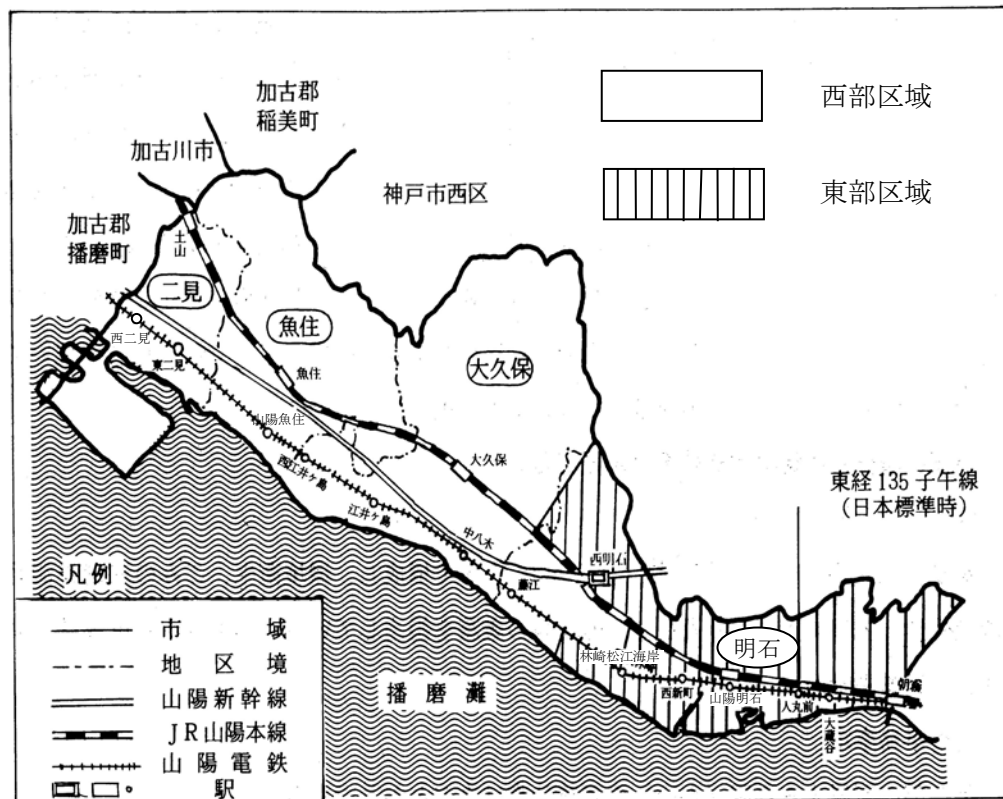 西部区域
加古郡
稲美町
加古川市
東部区域
神戸市西区
加古郡
播磨町
土山
二見
魚住
西二見
東二見
魚住
大久保
山陽魚住
大久保
西江井ヶ島
江井ヶ島
東経135子午線
(日本標準時)
中八木
西明石
藤江
凡例
明石
林崎松江海岸
市域
地区境
播磨灘
西新町
山陽明石
人丸前
朝霧
大蔵谷
山陽新幹線
JR山陽本線
山陽電鉄
駅